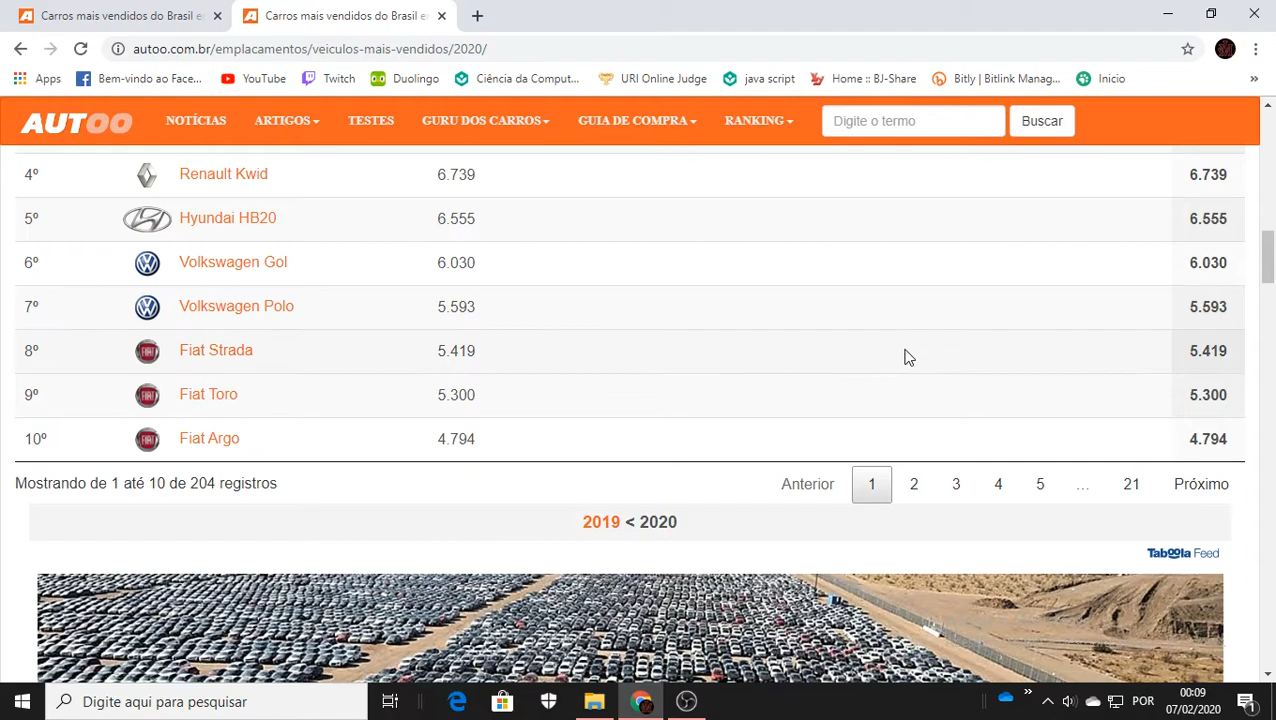 Carros mais vendidos do Brasil e
Carros mais vendidos do Brasil e
autoo.com.br/emplacamentos/veiculos-mais-vendidos/2020/
Apps Bem-vindo ao Face... YouTube Twitch Duolingo Ciência da Comput... URI Online Judge java script Home :: BJ-Share Bitly | Bitlink Manag... Inicio »
AUTOO NOTÍCIAS ARTIGOS TESTES GURU DOS CARROS GUIA DE COMPRA RANKING Digite o termo Buscar
4º Renault Kwid 6.739 6.739
5º Hyundai HB20 6.555 6.555
6º Volkswagen Gol 6.030 6.030
7º Volkswagen Polo 5.593 5.593
8º Fiat Strada 5.419 5.419
9º Fiat Toro 5.300 5.300
10º Fiat Argo 4.794 4.794
Mostrando de 1 até 10 de 204 registros Anterior 1 2 3 4 5 ... 21 Próximo
2019 < 2020
Taboola Feed
Digite aqui para pesquisar
» POR 00:09
07/02/2020 1